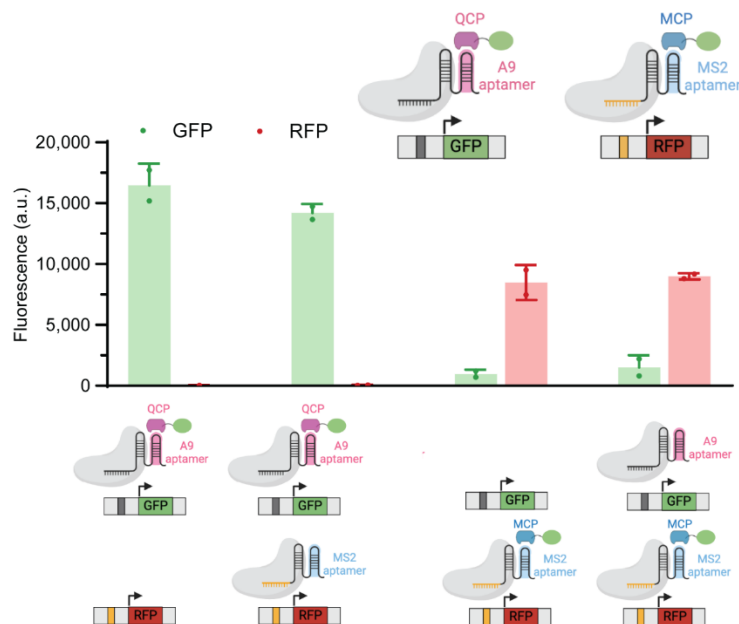 QCP
MCP
A9
aptamer
MS2
aptamer
GFP
RFP
GFP
RFP
Fluorescence (a.u.)
20,000
15,000
10,000
5,000
0
QCP
A9
aptamer
GFP
QCP
A9
aptamer
GFP
GFP
A9
aptamer
GFP
RFP
MS2
aptamer
RFP
MCP
MS2
aptamer
RFP
MCP
MS2
aptamer
RFP